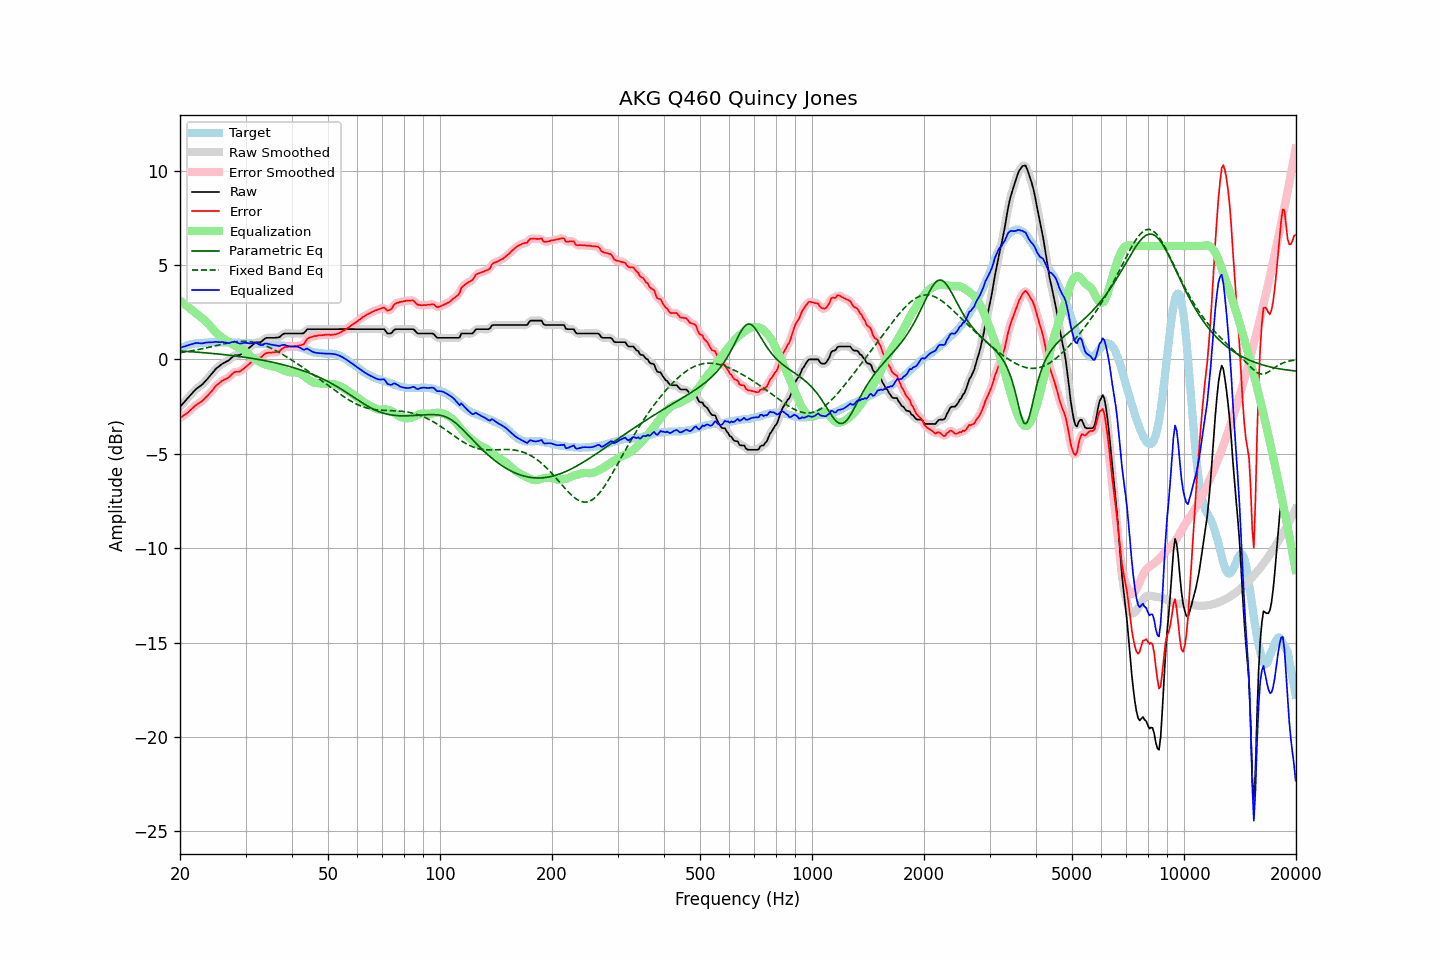 AKG Q460 Quincy Jones
Target
Raw Smoothed
Error Smoothed
Raw
Error
Equalization
Parametric Eq
Fixed Band Eq
Equalized
Amplitude (dBr)
10
5
0
−5
−10
−15
−20
−25
20 50 100 200 500 1000 2000 5000 10000 20000
Frequency (Hz)